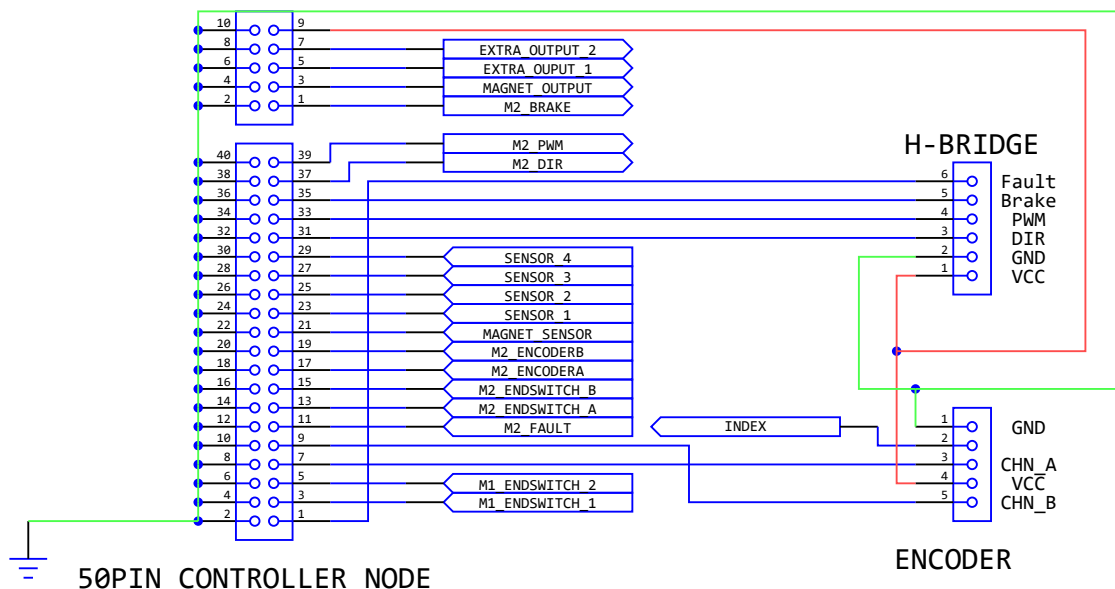 10 9
8 7 EXTRA_OUTPUT_2
6 5 EXTRA_OUPUT_1
4 3 MAGNET_OUTPUT
2 1 M2_BRAKE
M2_PWM
H-BRIDGE
40 39
M2_DIR
38 37 6 Fault
36 35 5 Brake
34 33 4 PWM
32 31 3 DIR
30 29 SENSOR_4 2 GND
28 27 SENSOR_3 1 VCC
26 25 SENSOR_2
24 23 SENSOR_1
22 21 MAGNET_SENSOR
20 19 M2_ENCODERB
18 17 M2_ENCODERA
16 15 M2_ENDSWITCH_B
14 13 M2_ENDSWITCH_A
12 11 M2_FAULT INDEX 1 GND
10 9 2
8 7 3 CHN_A
6 5 M1_ENDSWITCH_2 4 VCC
4 3 M1_ENDSWITCH_1 5 CHN_B
2 1
ENCODER
50PIN CONTROLLER NODE